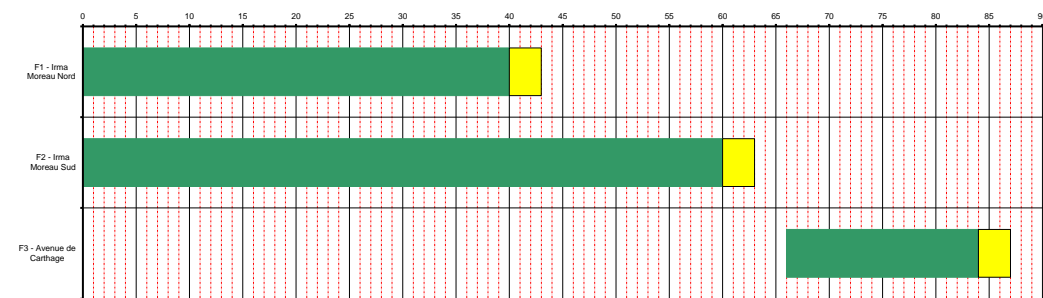 0 5 10 15 20 25 30 35 40 45 50 55 60 65 70 75 80 85 9
F1 - Irma
Moreau Nord
F2 - Irma
Moreau Sud
F3 - Avenue de
Carthage